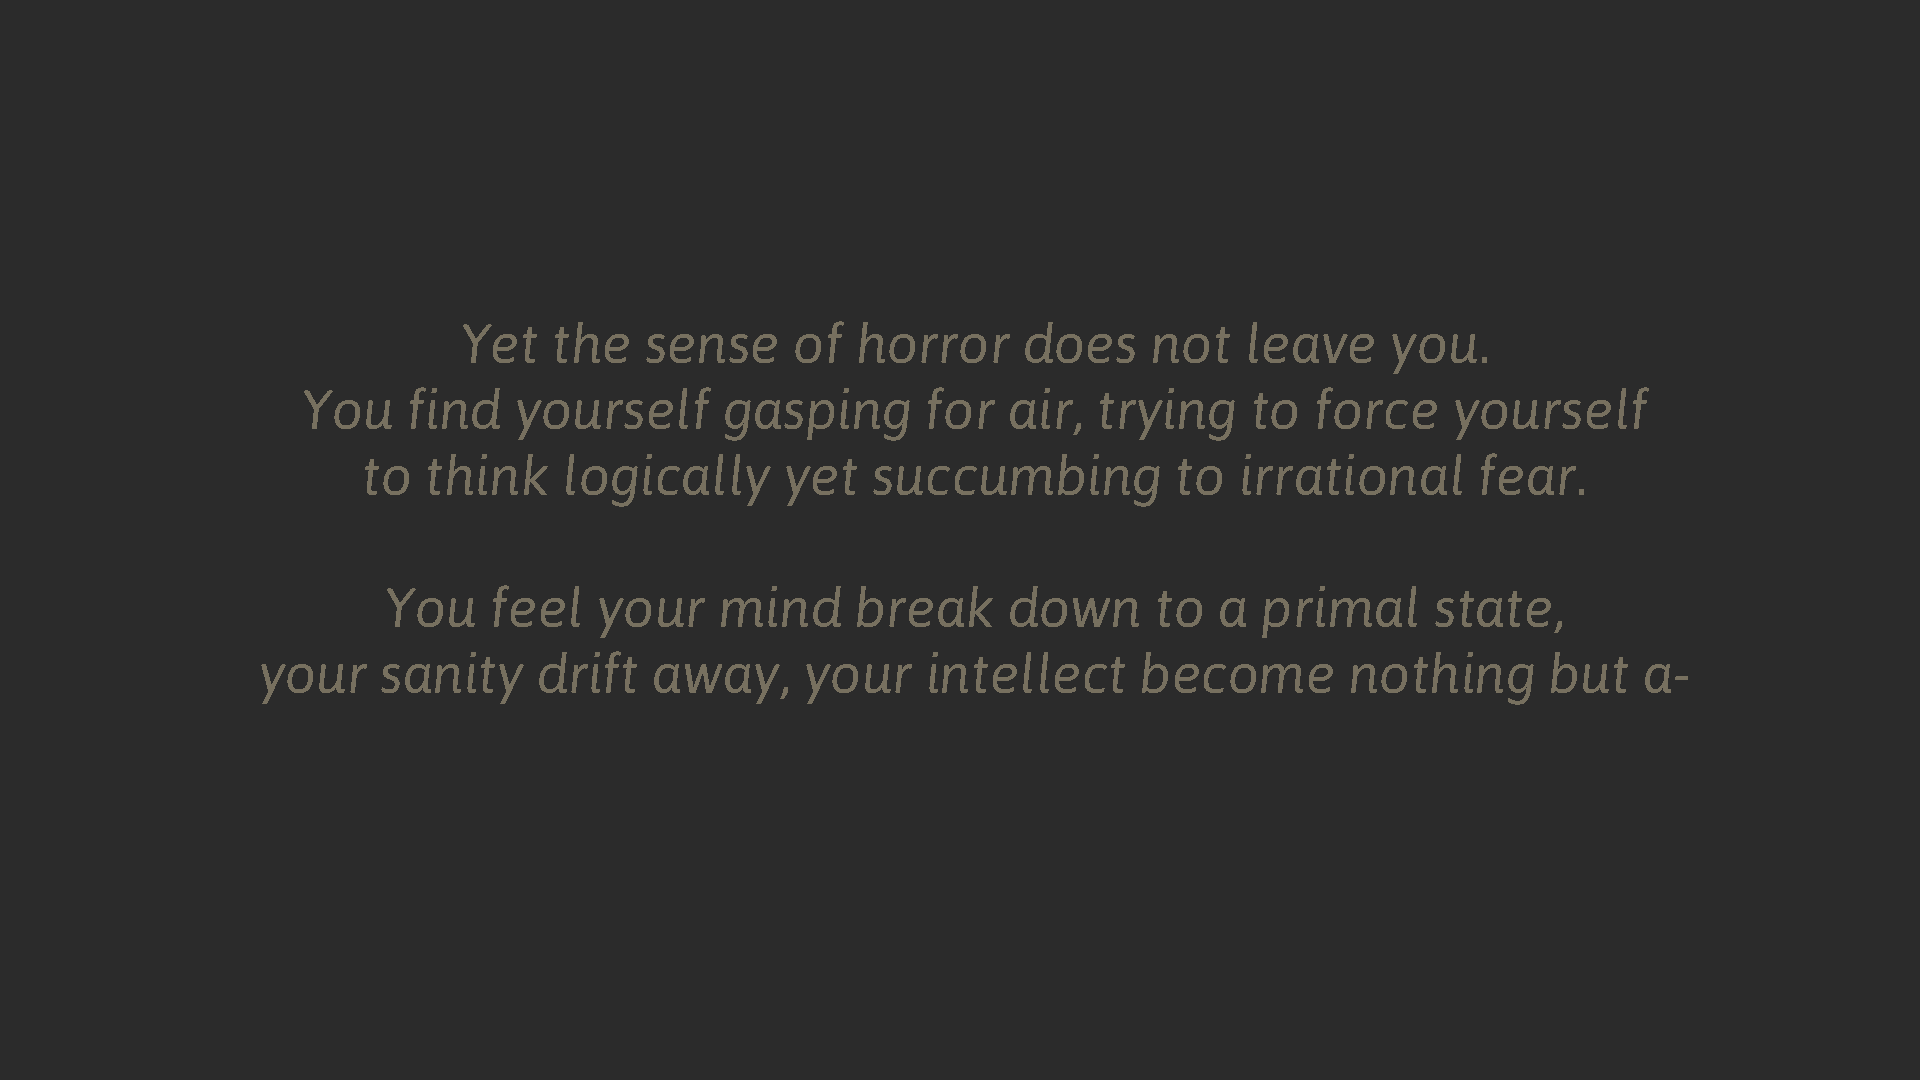 Yet the sense of horror does not leave you.
You find yourself gasping for air, trying to force yourself
to think logically yet succumbing to irrational fear.
You feel your mind break down to a primal state,
your sanity drift away, your intellect become nothing but a-